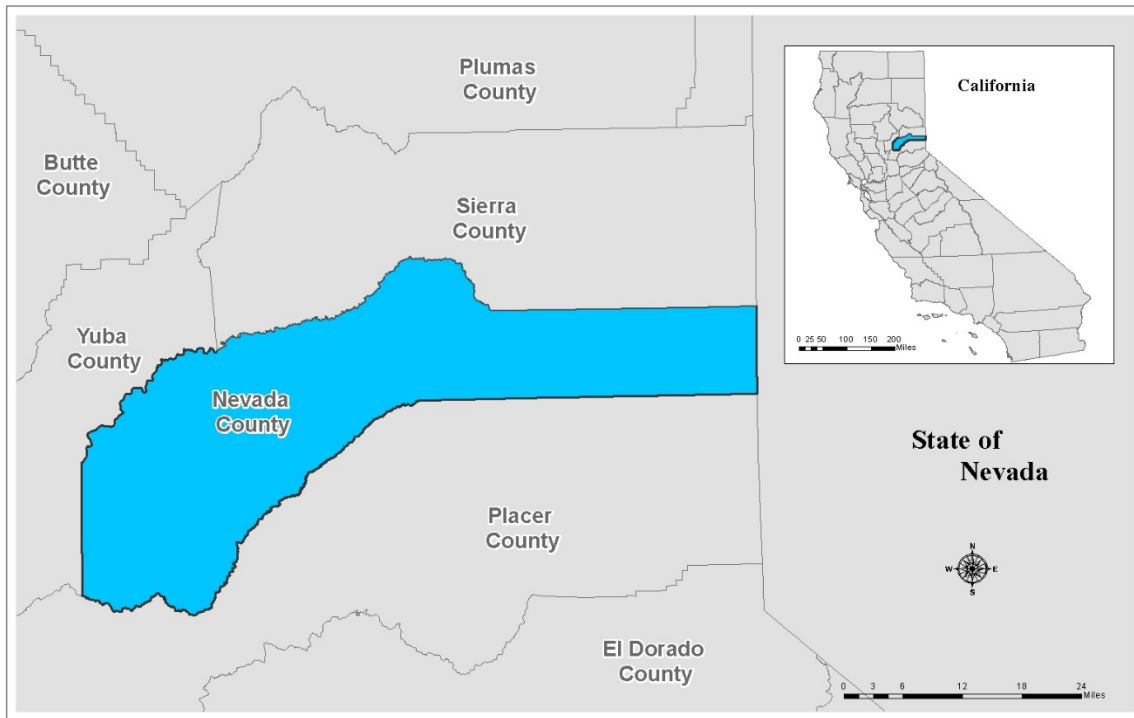 Plumas
County
California
Butte
County
Sierra
County
Yuba
County
0 25 50 100 150 200
Miles
Nevada
County
State of
Nevada
Placer
County
N
W E
S
El Dorado
County
0 3 6 12 18 24
Miles